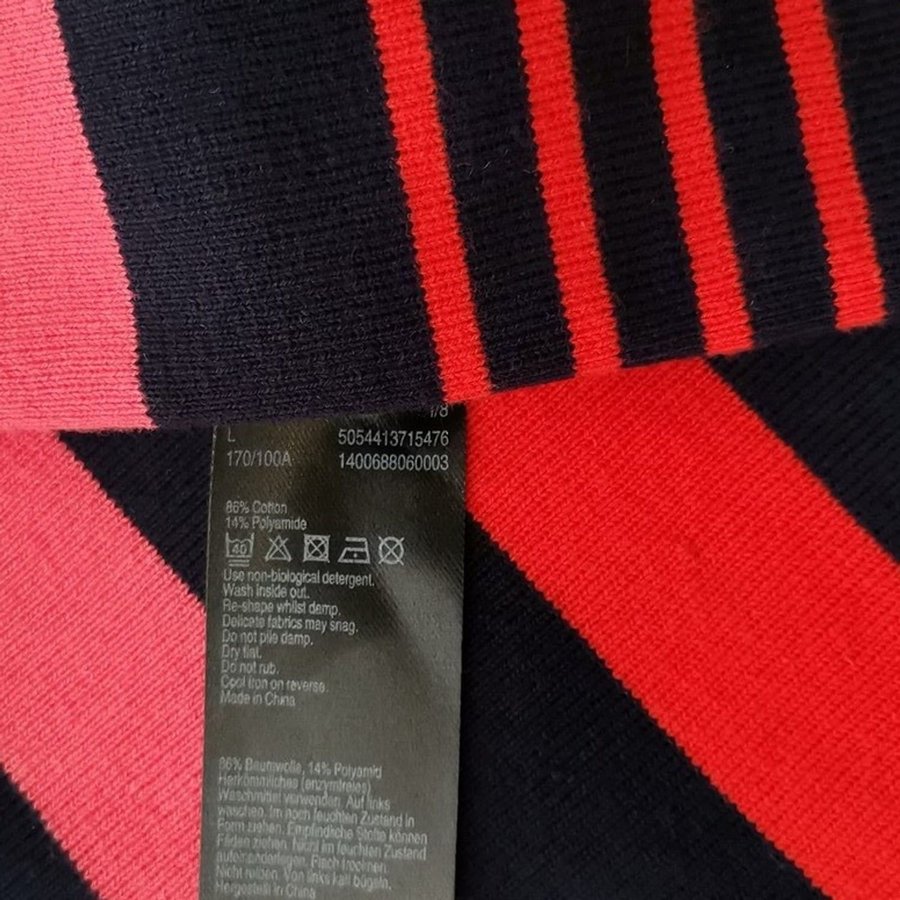 1/8
L 5054413715476
170/100A 1400688060003
86% Cotton
14% Polyamide
40
Use non-biological detergent.
Wash inside out.
Re-shape whilst damp.
Delicate fabrics may snag.
Do not pile damp.
Dry flat.
Do not rub.
Cool iron on reverse.
Made in China
86% Baumwolle, 14% Polyamid
Herkömmliches (enzymfreies)
Waschmittel verwenden. Auf links
waschen. Im noch feuchten Zustand in
Form ziehen. Empfindliche Stoffe können
Fäden ziehen. Nicht im feuchten Zustand
aufeinanderlegen. Flach trocknen.
Nicht reiben. Von links kalt bügeln.
Hergestellt in China